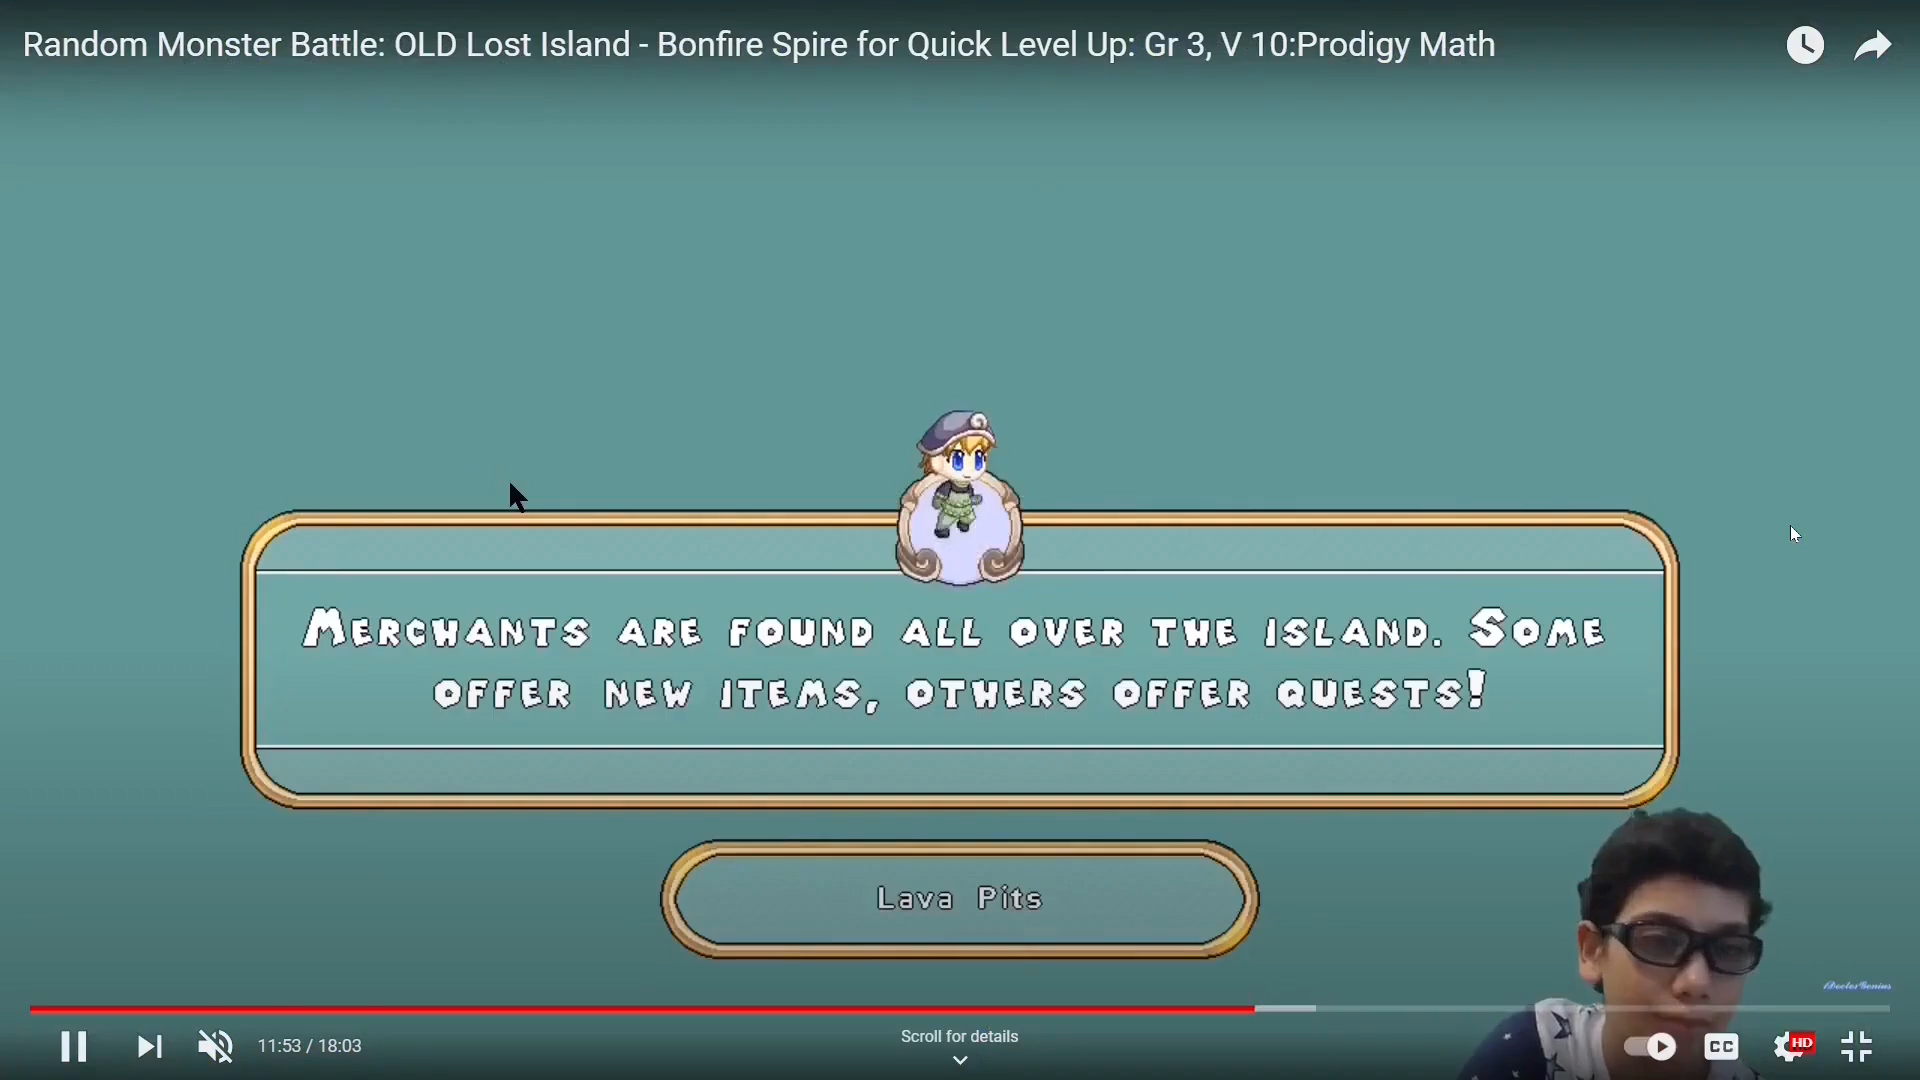 Random Monster Battle: OLD Lost Island - Bonfire Spire for Quick Level Up: Gr 3, V 10:Prodigy Math
Merchants are found all over the island. Some
offer new items, others offer quests!
Lava Pits
iDoctorGenius
11:53 / 18:03
Scroll for details
CC
HD